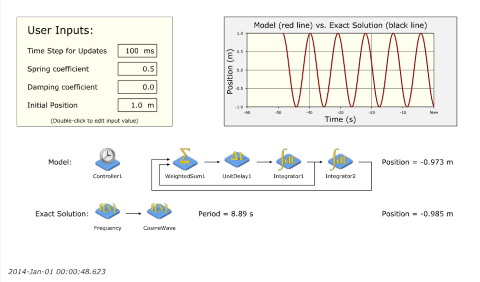 User Inputs:
Time Step for Updates 100 ms
Spring coefficient 0.5
Damping coefficient 0.0
Initial Position 1.0 m
(Double-click to edit input value)
Model (red line) vs. Exact Solution (black line)
Position (m)
1.0
0.5
0.0
-0.5
-1.0
-60 -50 -40 -30 -20 -10 Now
Time (s)
Model:
Controller1 WeightedSum1 UnitDelay1 Integrator1 Integrator2
Position = -0.973 m
Exact Solution:
Frequency CosineWave
Period = 8.89 s
Position = -0.985 m
2014-Jan-01 00:00:48.623